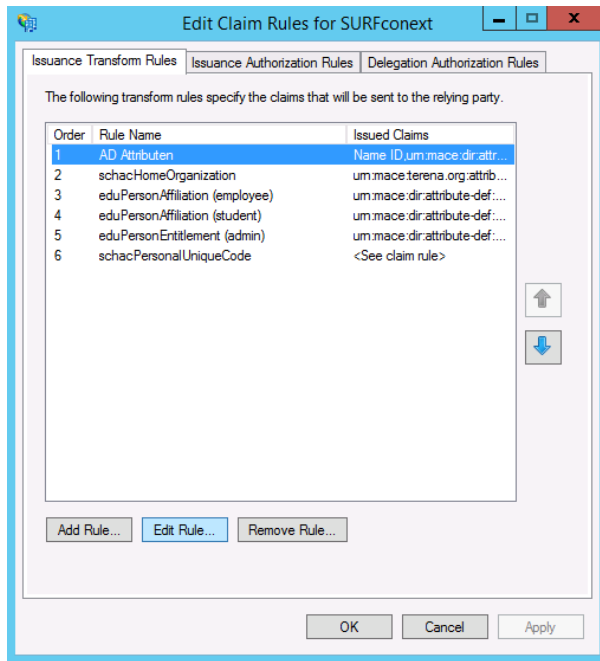 Edit Claim Rules for SURFconext
Issuance Transform Rules Issuance Authorization Rules Delegation Authorization Rules
The following transform rules specify the claims that will be sent to the relying party.
Order Rule Name Issued Claims
1 AD Attributen Name ID,urn:mace:dir:attr...
2 schacHomeOrganization urn:mace:terena.org:attrib...
3 eduPersonAffiliation (employee) urn:mace:dir:attribute-def:...
4 eduPersonAffiliation (student) urn:mace:dir:attribute-def:...
5 eduPersonEntitlement (admin) urn:mace:dir:attribute-def:...
6 schacPersonalUniqueCode <See claim rule>
Add Rule... Edit Rule... Remove Rule...
OK Cancel Apply